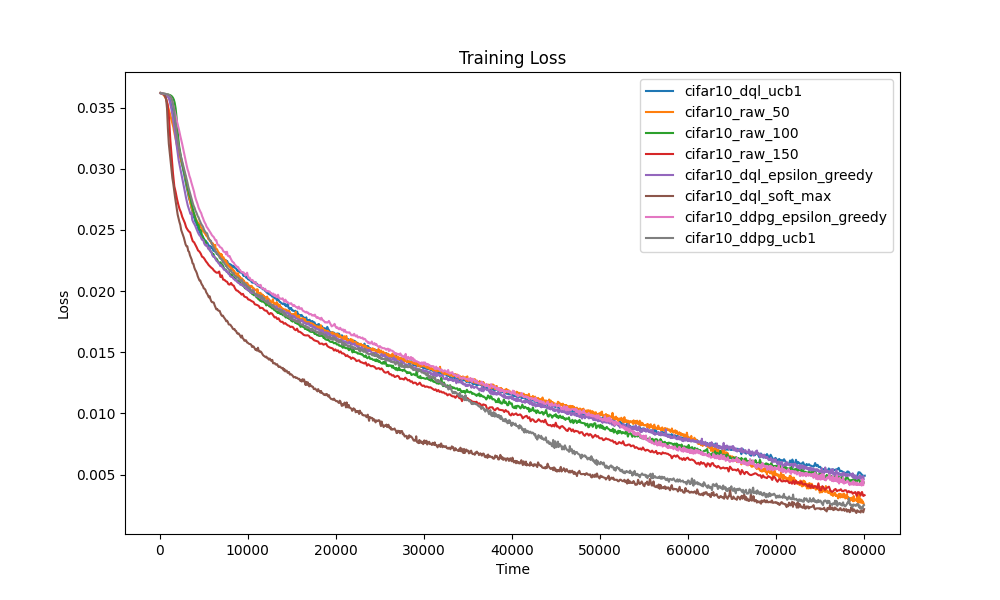 Training Loss
cifar10_dql_ucb1
cifar10_raw_50
cifar10_raw_100
cifar10_raw_150
cifar10_dql_epsilon_greedy
cifar10_dql_soft_max
cifar10_ddpg_epsilon_greedy
cifar10_ddpg_ucb1
0.035
0.030
0.025
0.020
0.015
0.010
0.005
Loss
0 10000 20000 30000 40000 50000 60000 70000 80000
Time